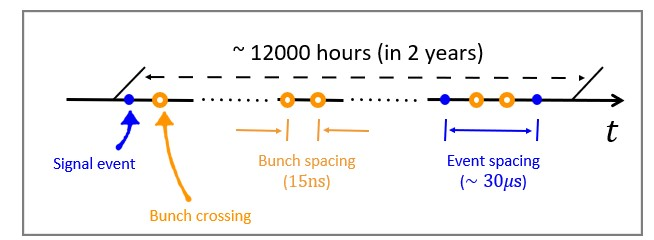 ~ 12000 hours (in 2 years)
t
Signal event
Bunch crossing
Bunch spacing
(15ns)
Event spacing
(~ 30μs)